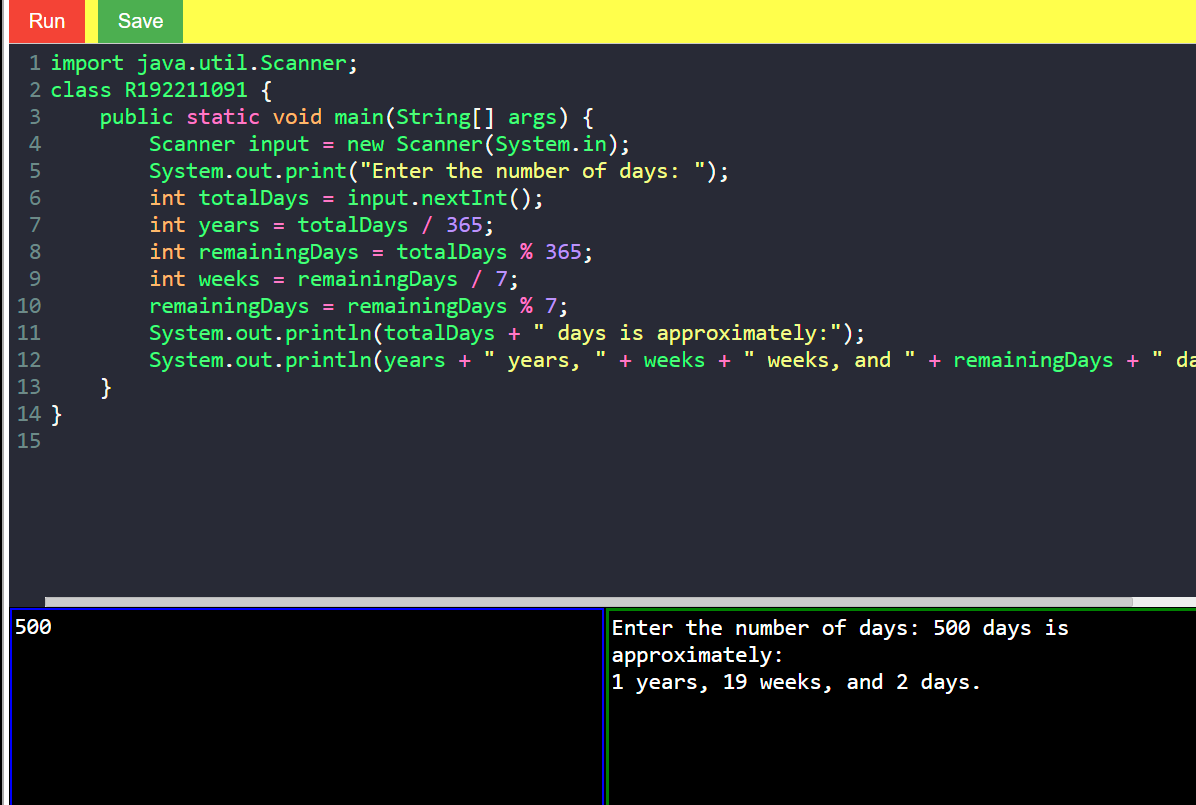 Run Save
1 import java.util.Scanner;
2 class R192211091 {
3     public static void main(String[] args) {
4         Scanner input = new Scanner(System.in);
5         System.out.print("Enter the number of days: ");
6         int totalDays = input.nextInt();
7         int years = totalDays / 365;
8         int remainingDays = totalDays % 365;
9         int weeks = remainingDays / 7;
10         remainingDays = remainingDays % 7;
11         System.out.println(totalDays + " days is approximately:");
12         System.out.println(years + " years, " + weeks + " weeks, and " + remainingDays + " da
13     }
14 }
15
500
Enter the number of days: 500 days is
approximately:
1 years, 19 weeks, and 2 days.